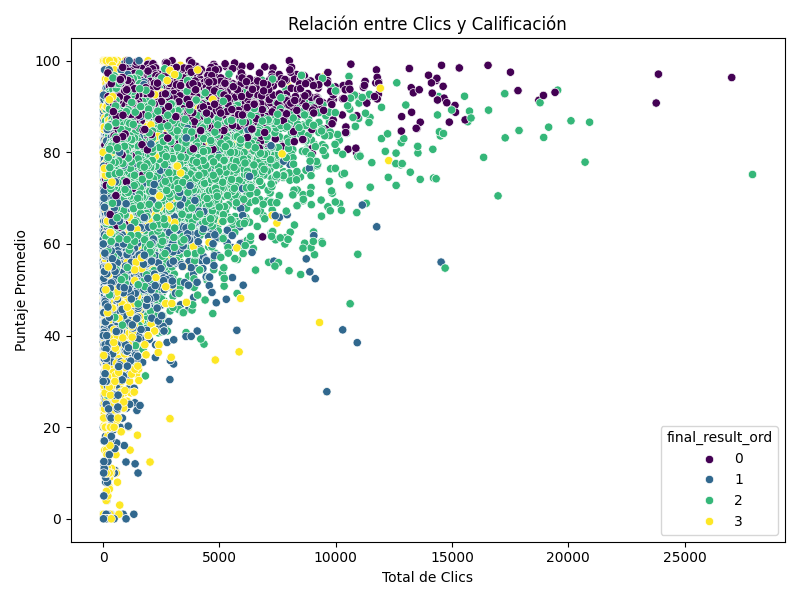 Relación entre Clics y Calificación
Puntaje Promedio
100
80
60
40
20
0
0 5000 10000 15000 20000 25000
Total de Clics
final_result_ord
0
1
2
3